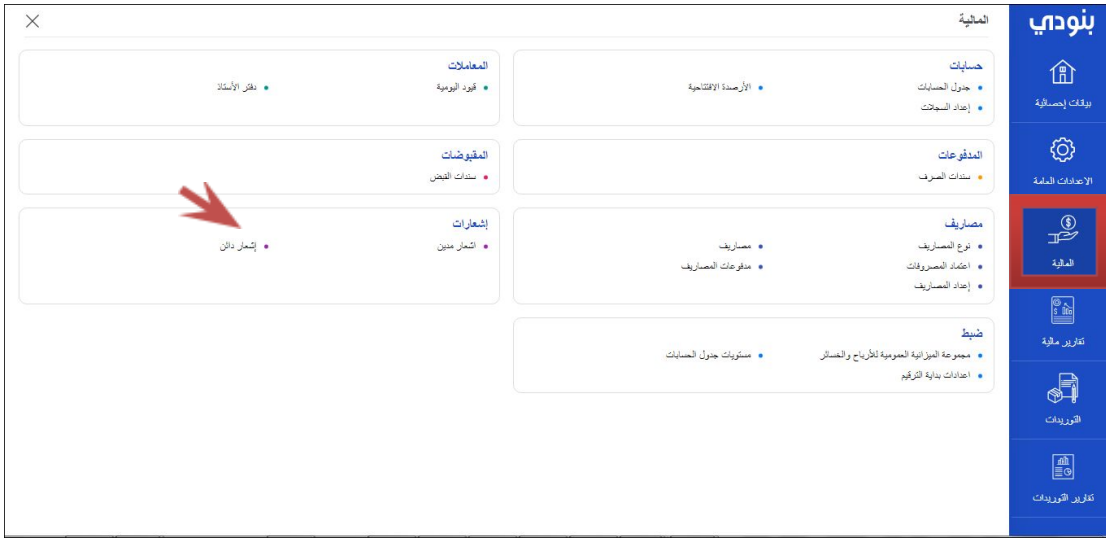 بنودي
بيانات إحصائية
الاعدادات العامة
المالية
تقارير مالية
التوريدات
تقارير التوريدات
المالية
حسابات
جدول الحسابات
الأرصدة الافتتاحية
إعداد السجلات
المعاملات
قيود اليومية
دفتر الأستاذ
المدفوعات
سندات الصرف
المقبوضات
سندات القبض
مصاريف
نوع المصاريف
مصاريف
اعتماد المصروفات
مدفوعات المصاريف
إعداد المصاريف
إشعارات
اشعار مدين
إشعار دائن
ضبط
مجموعة الميزانية العمومية للأرباح والخسائر
مستويات جدول الحسابات
اعدادات بداية الترقيم